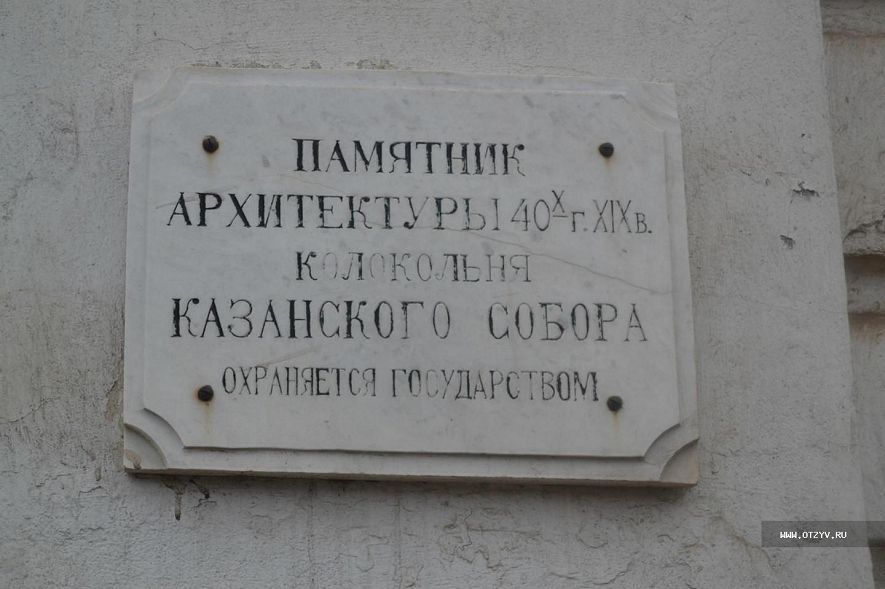 ПАМЯТНИК
АРХИТЕКТУРЫ 40Х г. XIX в.
КОЛОКОЛЬНЯ
КАЗАНСКОГО СОБОРА
ОХРАНЯЕТСЯ ГОСУДАРСТВОМ.
WWW.OTZYV.RU